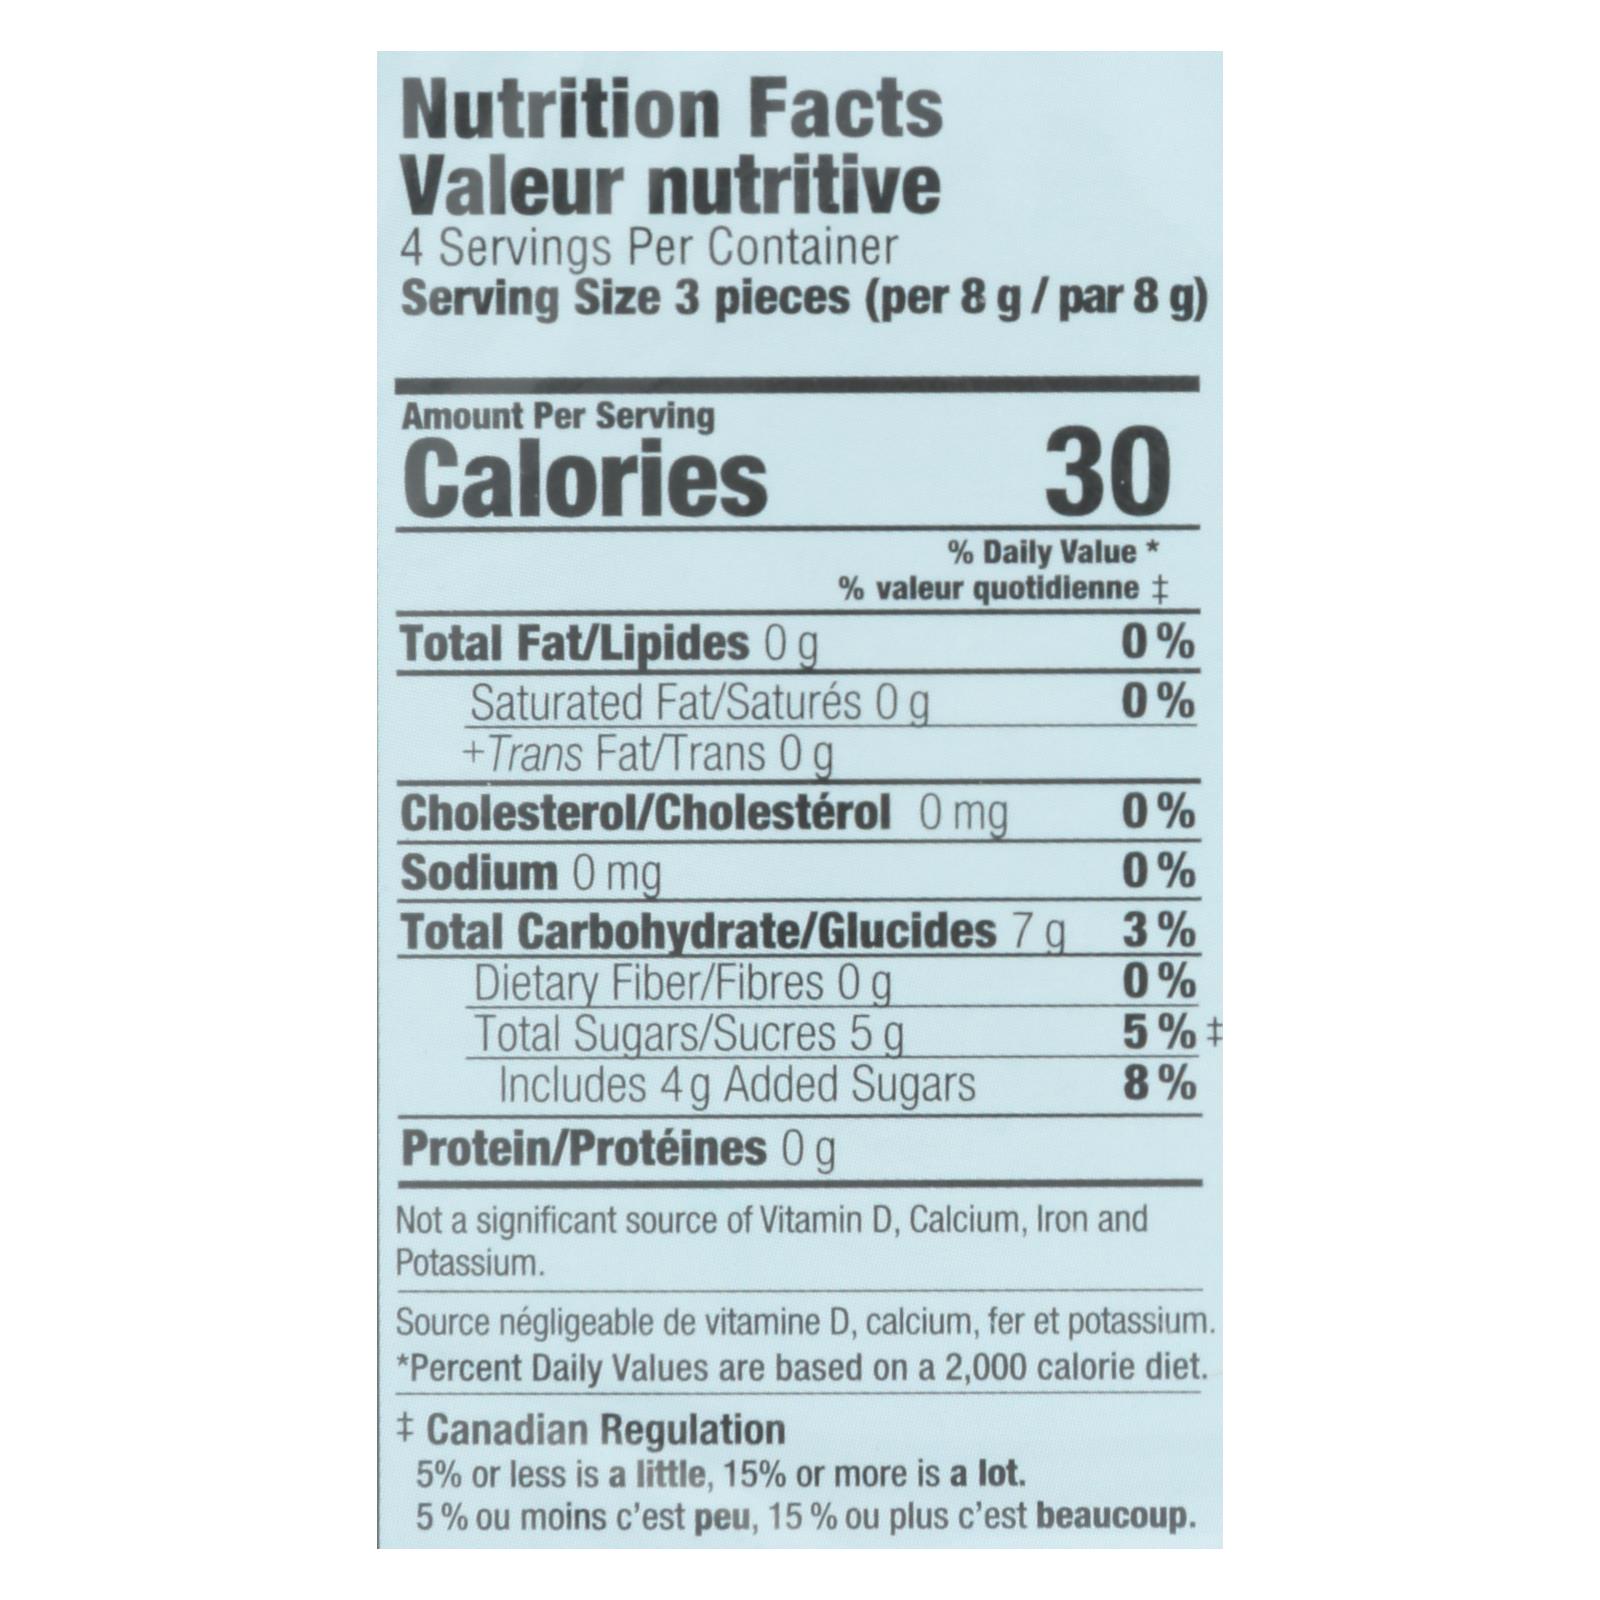 Nutrition Facts
Valeur nutritive
4 Servings Per Container
Serving Size 3 pieces (per 8 g / par 8 g)
Amount Per Serving
Calories 30
% Daily Value *
% valeur quotidienne ‡
Total Fat/Lipides 0 g 0 %
Saturated Fat/Saturés 0 g 0 %
+Trans Fat/Trans 0 g
Cholesterol/Cholestérol 0 mg 0 %
Sodium 0 mg 0 %
Total Carbohydrate/Glucides 7 g 3 %
Dietary Fiber/Fibres 0 g 0 %
Total Sugars/Sucres 5 g 5 % ‡
Includes 4 g Added Sugars 8 %
Protein/Protéines 0 g
Not a significant source of Vitamin D, Calcium, Iron and
Potassium.
Source négligeable de vitamine D, calcium, fer et potassium.
*Percent Daily Values are based on a 2,000 calorie diet.
‡ Canadian Regulation
5% or less is a little, 15% or more is a lot.
5 % ou moins c'est peu, 15 % ou plus c'est beaucoup.